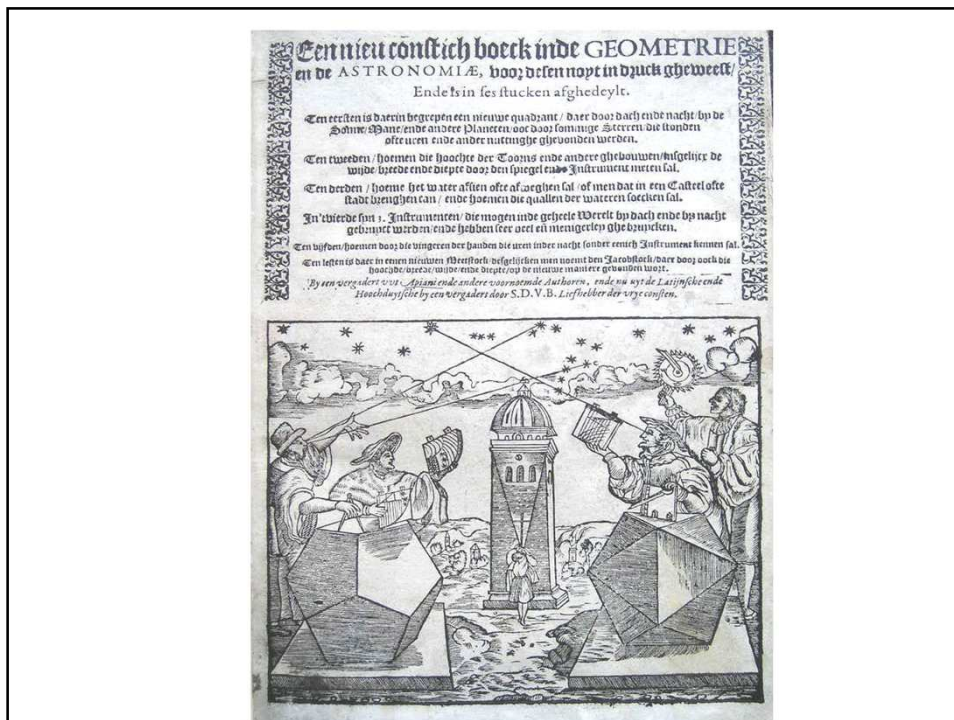 Een nieu constich boeck inde GEOMETRIE
en de ASTRONOMIÆ, voor desen noyt in druck gheweest/
Ende is in ses stucken afghedeylt.
Ten eersten is daerin begrepen een nieuwe quadrant / daer door dach ende nacht / by de
Sonne/Mane/ende andere Planeten/ooc door sommige Sterren/die stonden
ofte uren ende ander nuttinghe ghevonden werden.
Ten tweeden / hoemen die hoochte der Toorns ende andere ghebouwen/insgelijcx de
wijde/breede ende diepte door den spiegel ende Instrument meten sal.
Ten derden / hoeme het water afsien ofte afweghen sal / of men dat in een Casteel ofte
stadt brenghen can / ende hoemen die quallen der wateren soecken sal.
In 'tvierde sijn 3. Instrumenten / die mogen inde geheele Werelt by dach ende by nacht
gebruyct werden/ende hebben seer veel eñ menigerley ghebruycken.
Ten vijfden/hoemen door die vingeren der handen die uren inder nacht sonder eenich Instrument kennen sal.
Ten lesten is daer in eenen nieuwen Meetstock/desgelijcken men noemt den Jacobstock/daer door oock die
hoochde/breede/wijde/ende diepte/op de nieuwe maniere gevonden wort.
By een vergadert uyt Apiani ende andere voornoemde Authoren, ende nu uyt de Latijnsche ende
Hoochduytsche by een vergadert door S.D.V.B. Liefhebber der vrye consten.